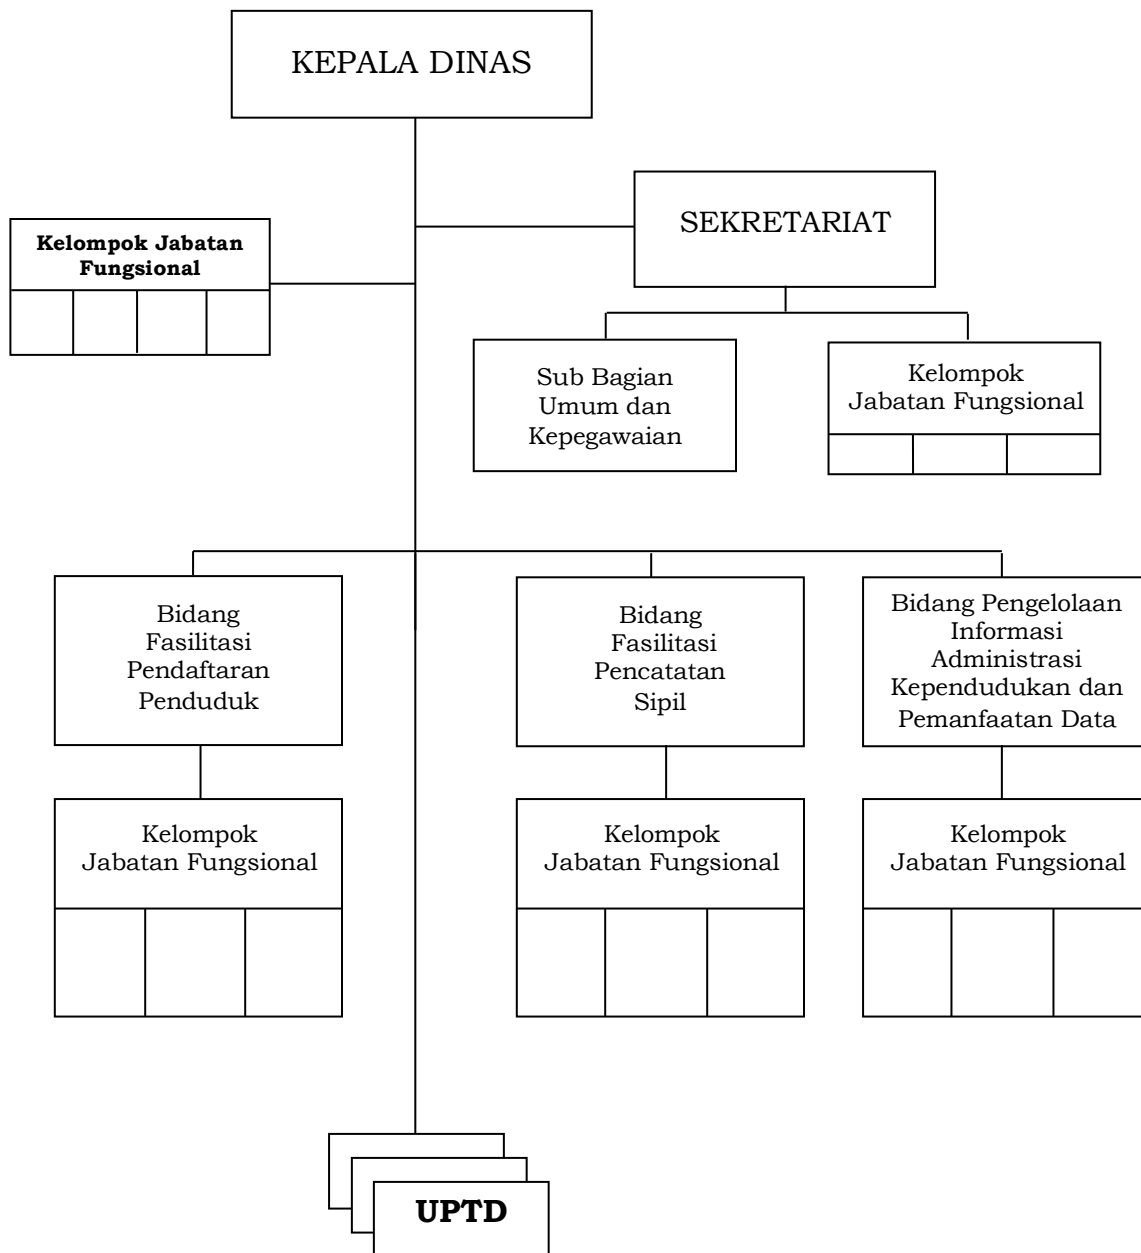 KEPALA DINAS
SEKRETARIAT
Kelompok Jabatan
Fungsional
Sub Bagian
Umum dan
Kepegawaian
Kelompok
Jabatan Fungsional
Bidang
Fasilitasi
Pendaftaran
Penduduk
Bidang
Fasilitasi
Pencatatan
Sipil
Bidang Pengelolaan
Informasi
Administrasi
Kependudukan dan
Pemanfaatan Data
Kelompok
Jabatan Fungsional
Kelompok
Jabatan Fungsional
Kelompok
Jabatan Fungsional
UPTD